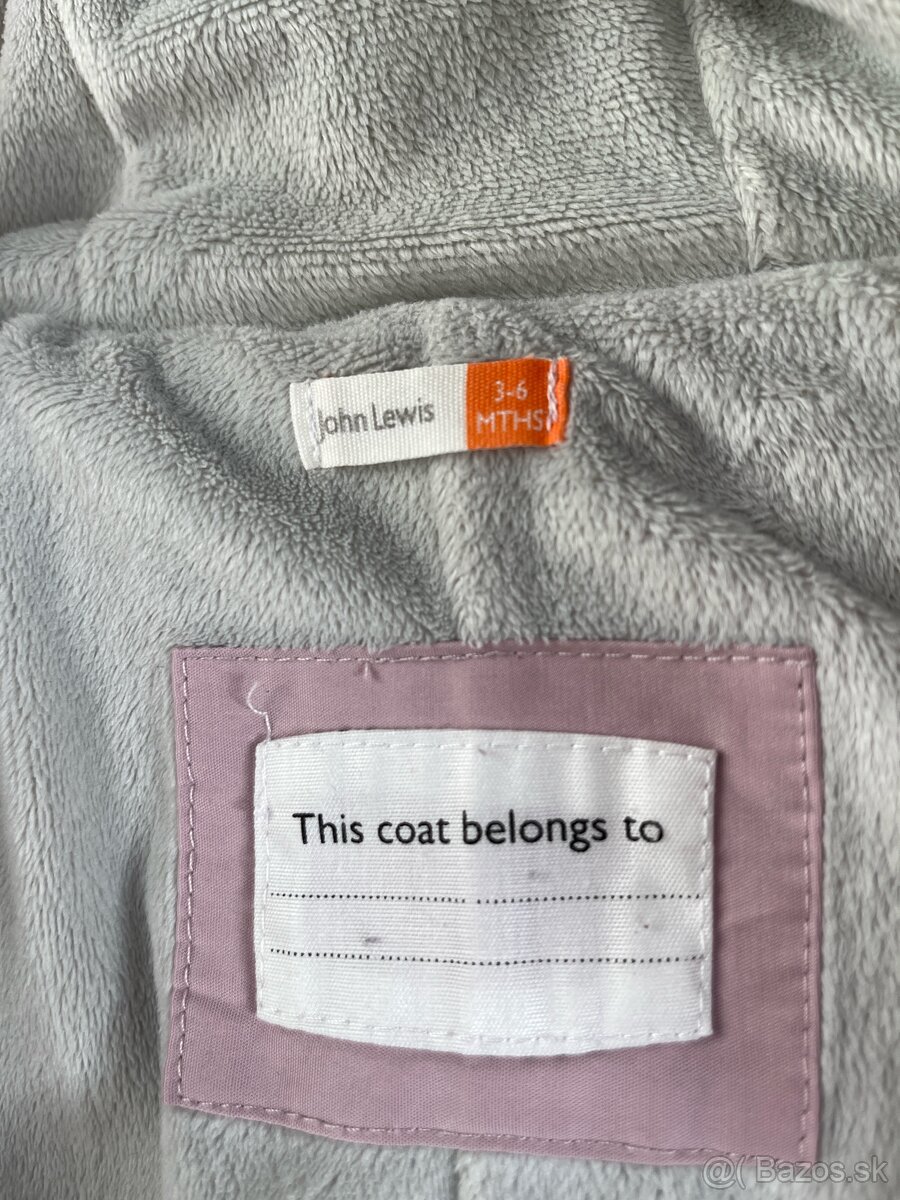 John Lewis
3-6
MTHS
This coat belongs to
@( Bazos.sk